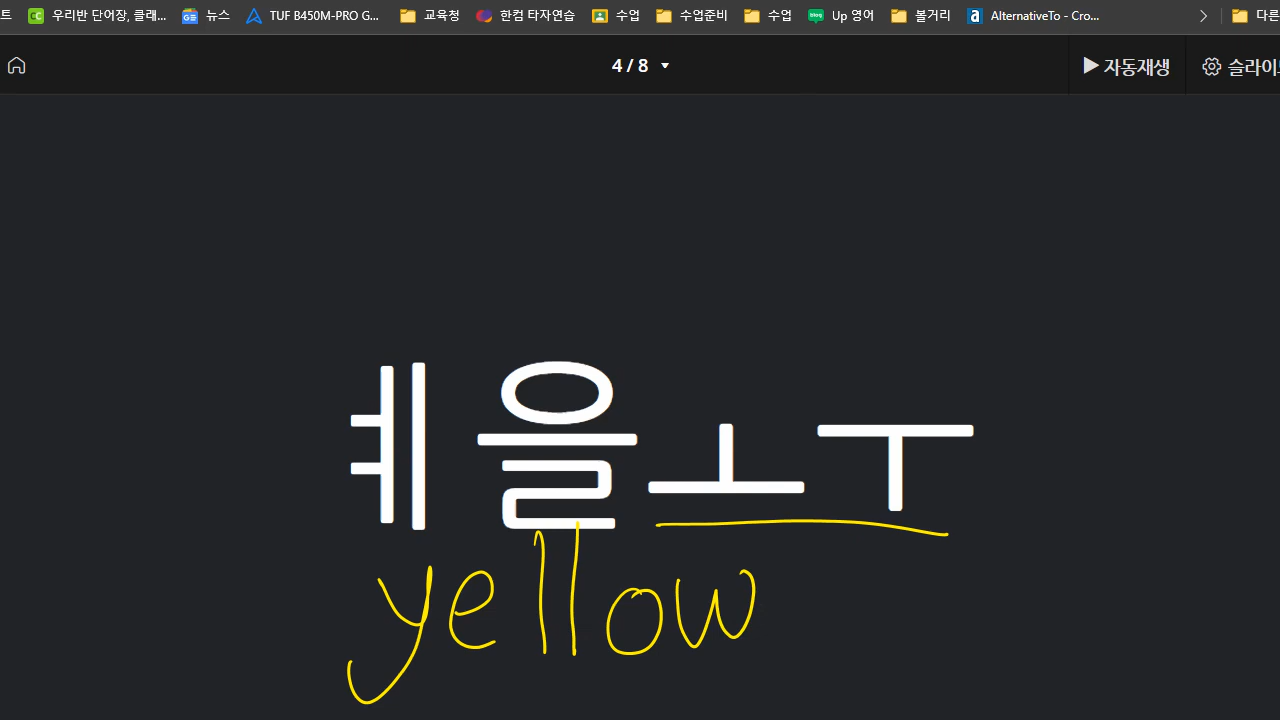 트 우리반 단어장, 클래... 뉴스 TUF B450M-PRO G... 교육청 한컴 타자연습 수업 수업준비 수업 Up 영어 볼거리 AlternativeTo - Cro... 다른
4 / 8 자동재생 슬라이드
ㅖ을ㅗㅜ
yellow